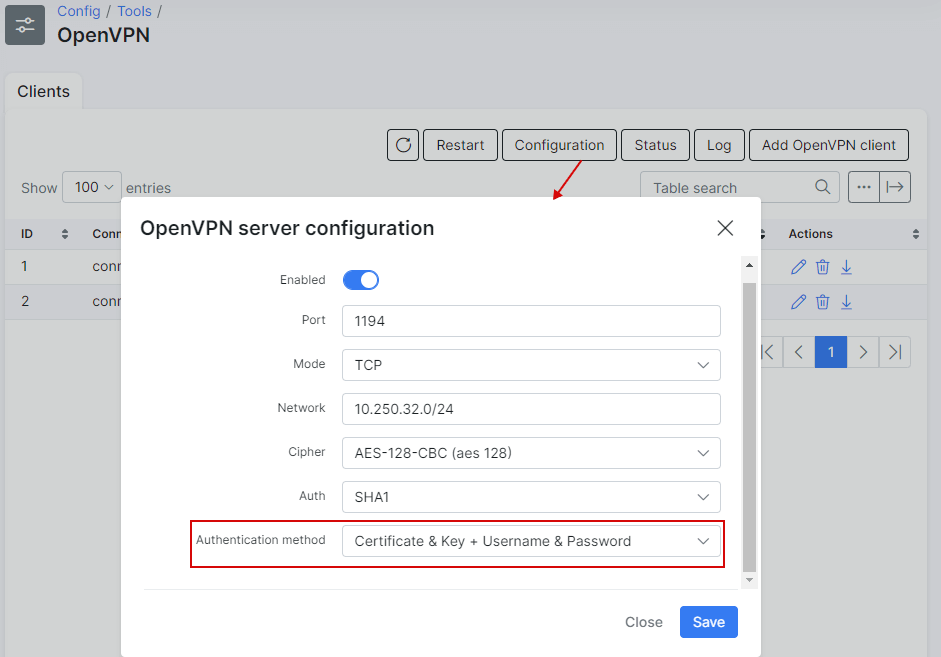 Config / Tools /
OpenVPN
Clients
Restart
Configuration
Status
Log
Add OpenVPN client
Show 100 entries
Table search
ID
Conn
Actions
1
conn
2
conn
1
OpenVPN server configuration
Enabled
Port 1194
Mode TCP
Network 10.250.32.0/24
Cipher AES-128-CBC (aes 128)
Auth SHA1
Authentication method Certificate & Key + Username & Password
Close
Save